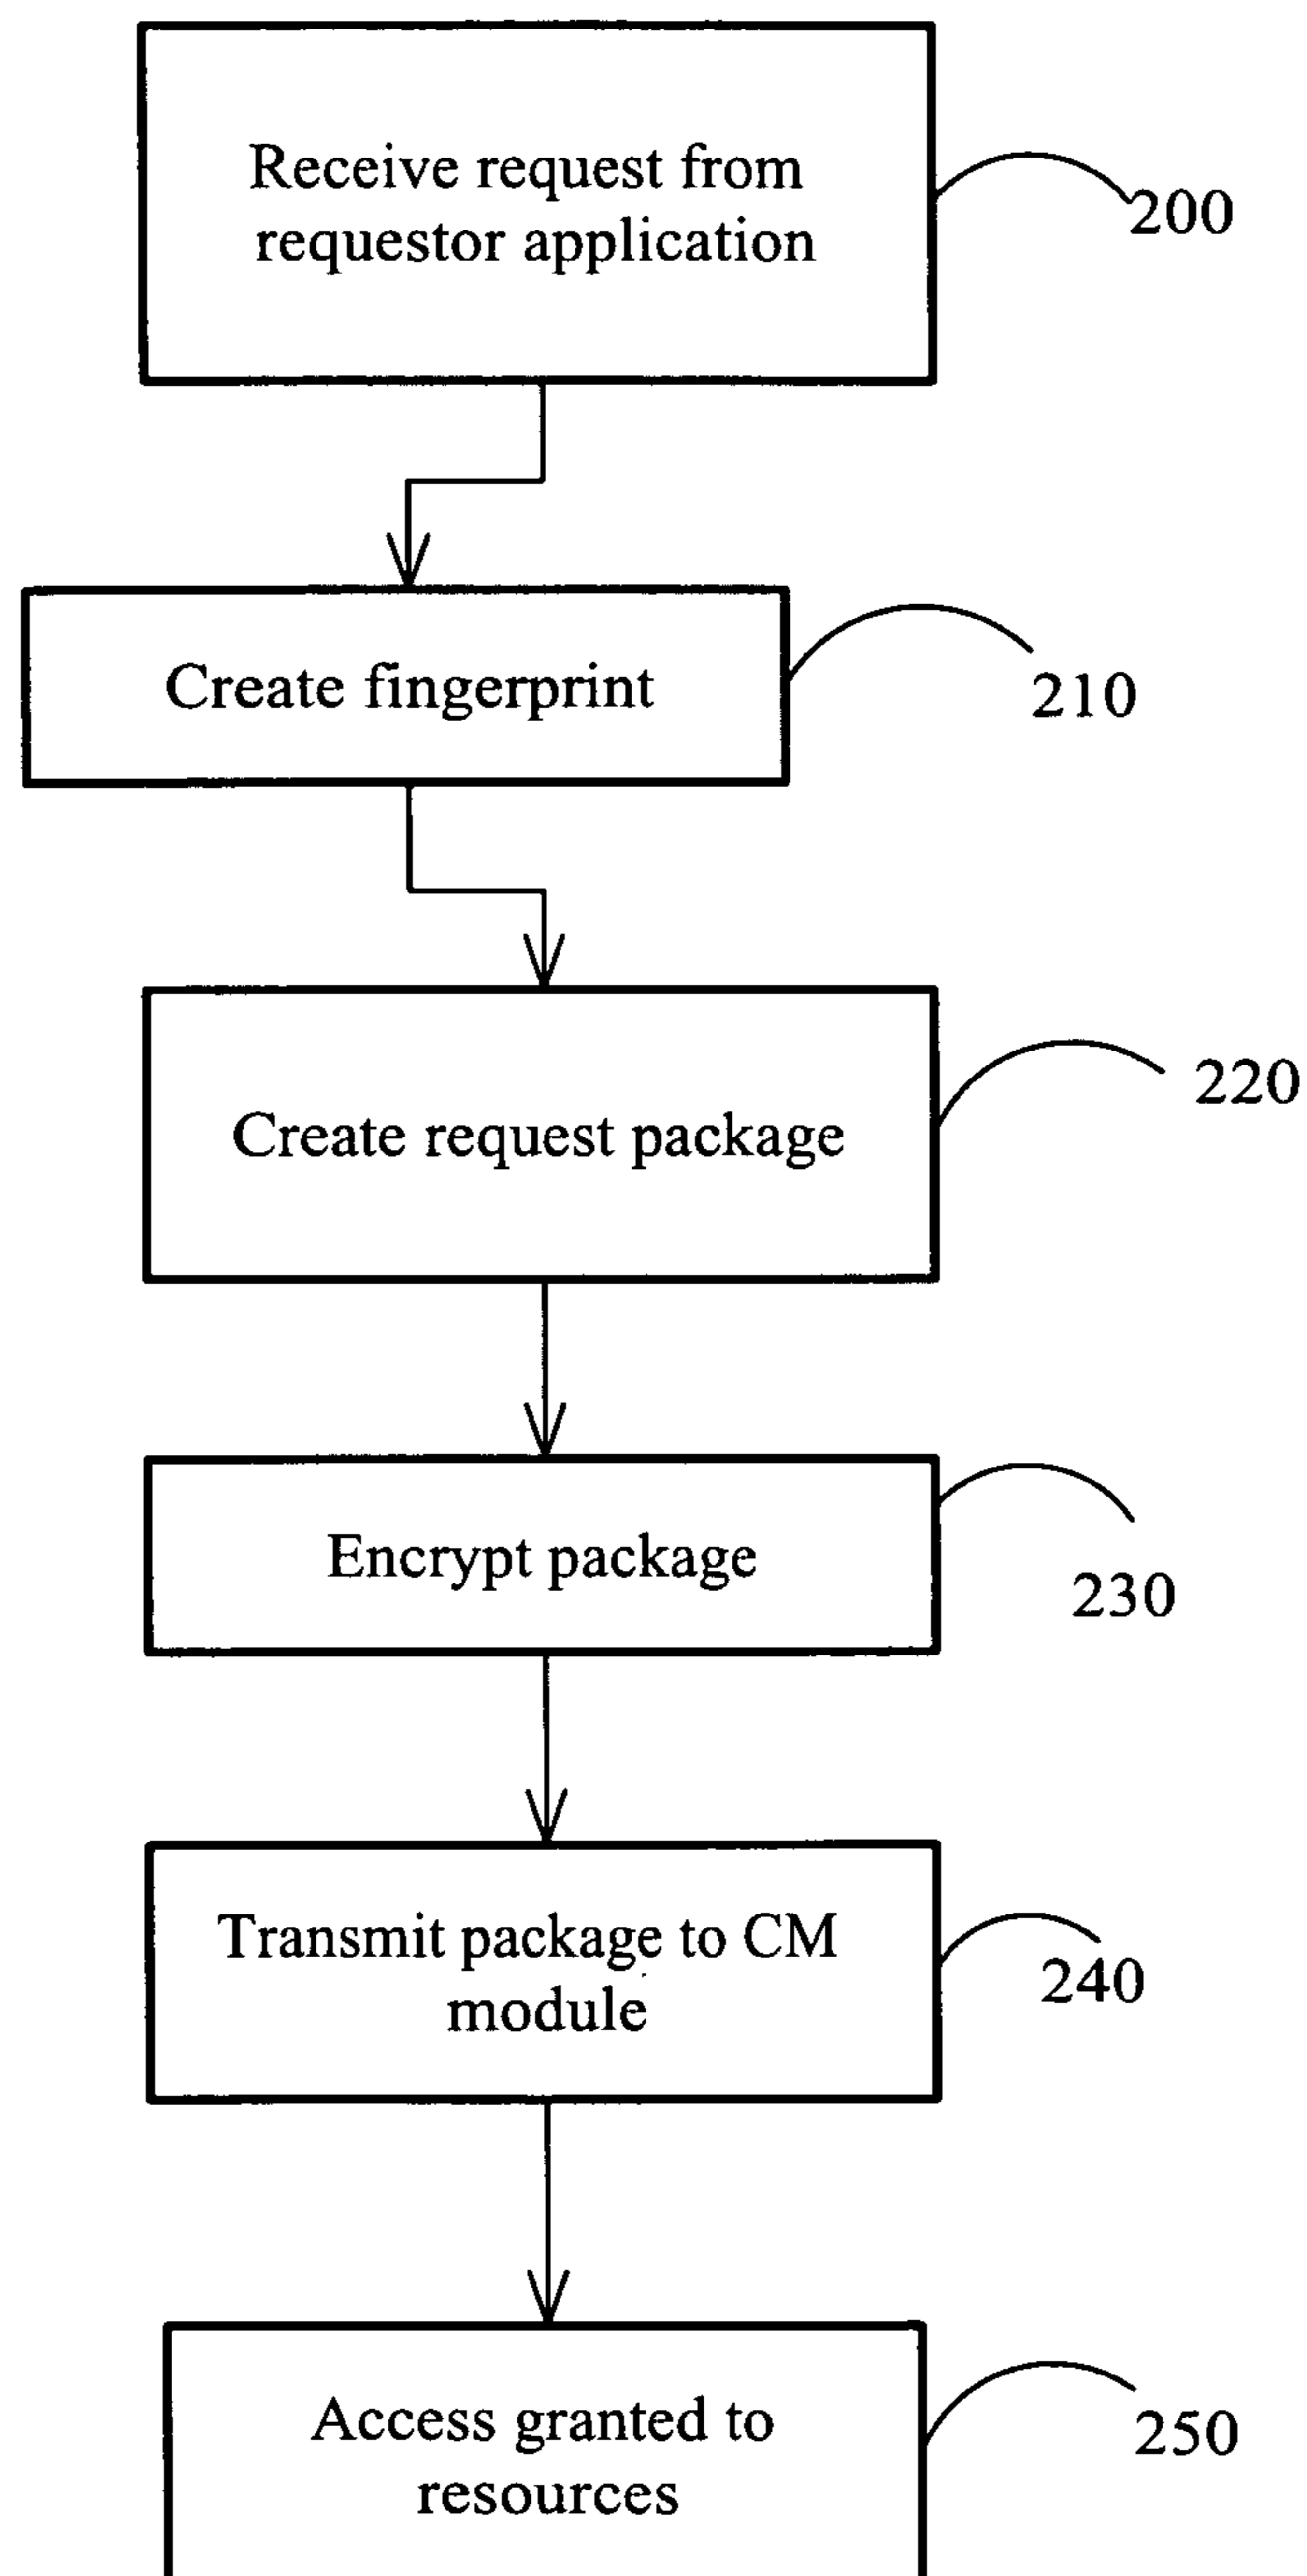 Receive request from
requestor application
200
Create fingerprint
210
Create request package
220
Encrypt package
230
Transmit package to CM
module
240
Access granted to
resources
250